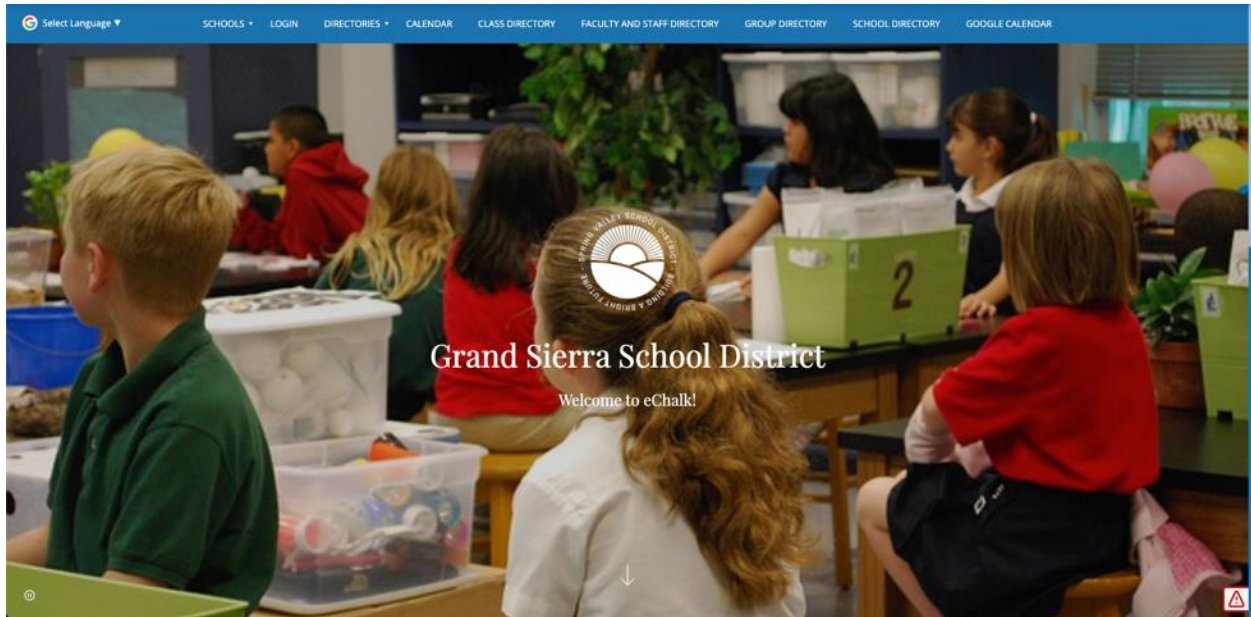 Select Language ▼
SCHOOLS ▾ LOGIN DIRECTORIES ▾ CALENDAR CLASS DIRECTORY FACULTY AND STAFF DIRECTORY GROUP DIRECTORY SCHOOL DIRECTORY GOOGLE CALENDAR
SPRING VALLEY SCHOOL DISTRICT · BUILDING A BRIGHT FUTURE ·
2
Grand Sierra School District
Welcome to eChalk!